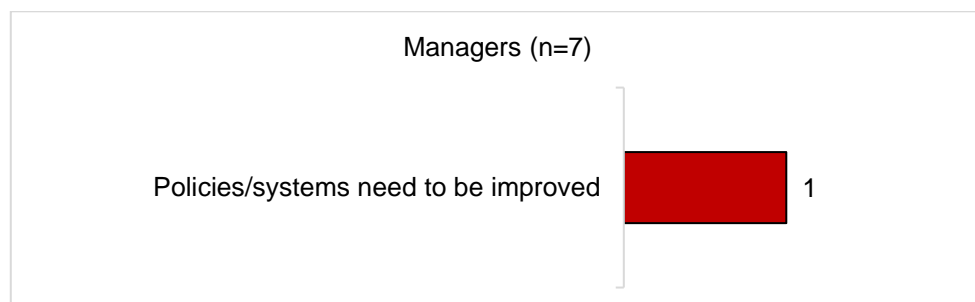 Managers (n=7)
Policies/systems need to be improved
1